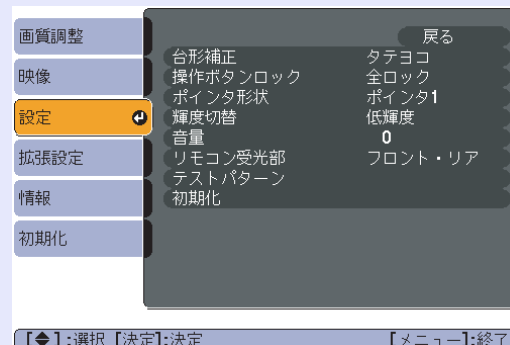 画質調整
映像
設定
拡張設定
情報
初期化
戻る
台形補正 タテヨコ
操作ボタンロック 全ロック
ポインタ形状 ポインタ1
輝度切替 低輝度
音量 0
リモコン受光部 フロント・リア
テストパターン
初期化
[◆]:選択 [決定]:決定 [メニュー]:終了